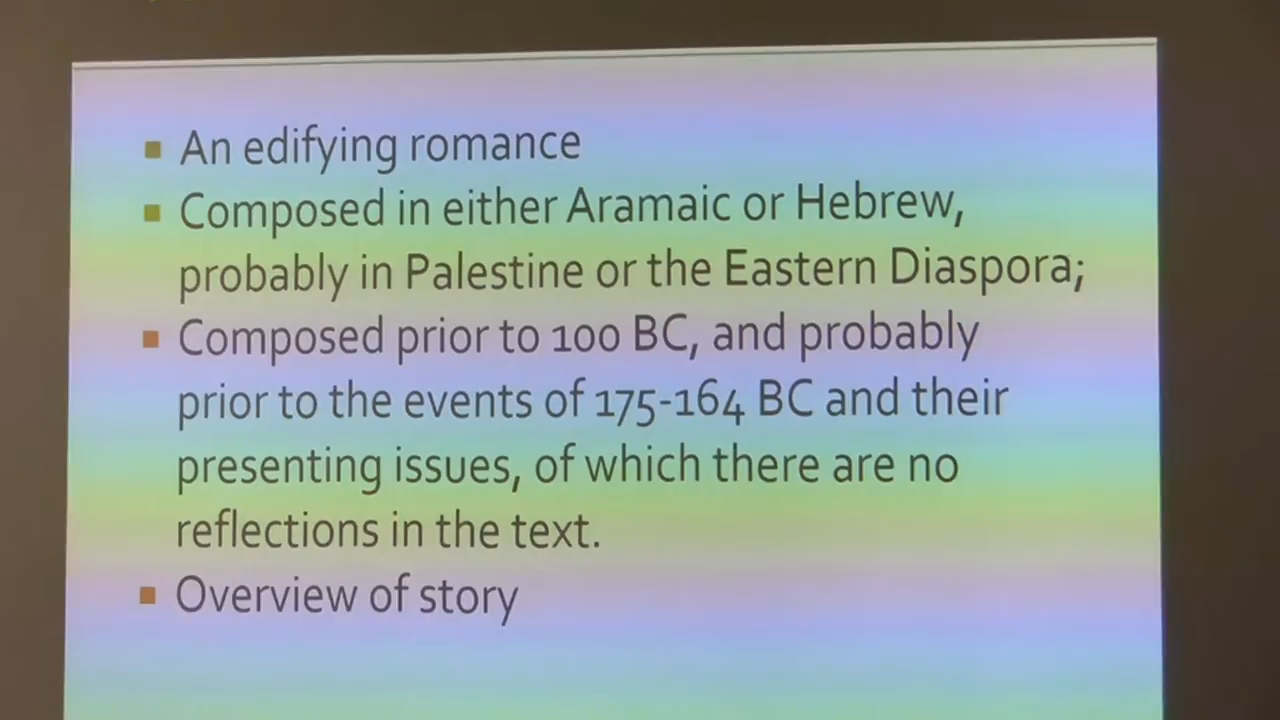 ▪ An edifying romance
▪ Composed in either Aramaic or Hebrew,
probably in Palestine or the Eastern Diaspora;
▪ Composed prior to 100 BC, and probably
prior to the events of 175-164 BC and their
presenting issues, of which there are no
reflections in the text.
▪ Overview of story